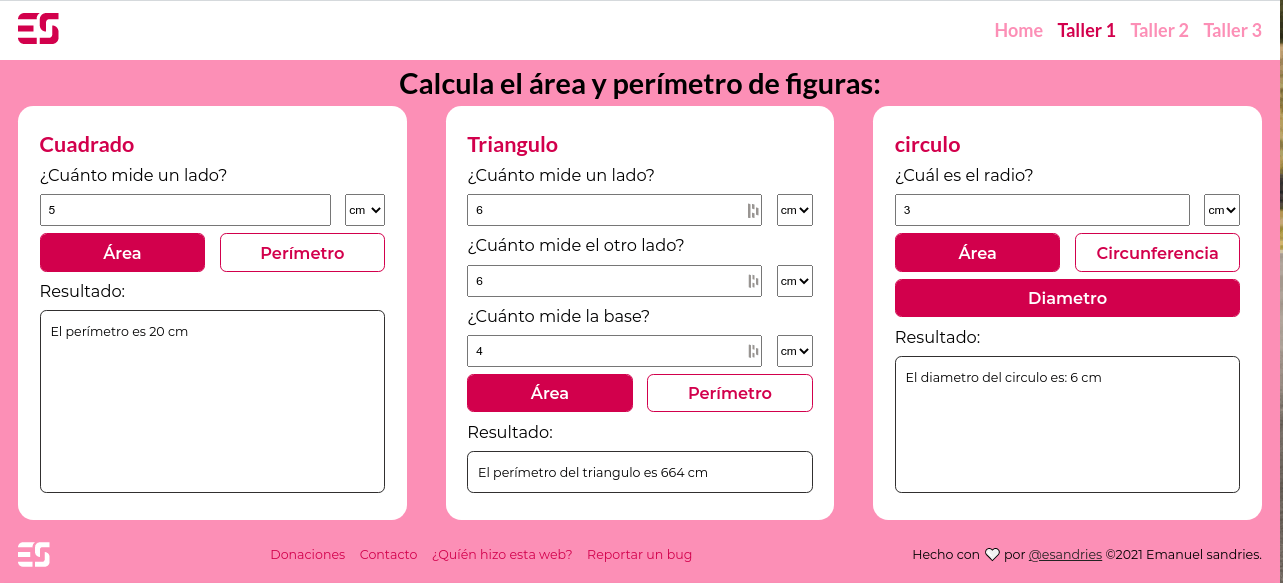 ES
Home Taller 1 Taller 2 Taller 3
Calcula el área y perímetro de figuras:
Cuadrado
¿Cuánto mide un lado?
5 cm
Área Perímetro
Resultado:
El perímetro es 20 cm
Triangulo
¿Cuánto mide un lado?
6 cm
¿Cuánto mide el otro lado?
6 cm
¿Cuánto mide la base?
4 cm
Área Perímetro
Resultado:
El perímetro del triangulo es 664 cm
circulo
¿Cuál es el radio?
3 cm
Área Circunferencia
Diametro
Resultado:
El diametro del circulo es: 6 cm
ES
Donaciones Contacto ¿Quíén hizo esta web? Reportar un bug
Hecho con por @esandries ©2021 Emanuel sandries.